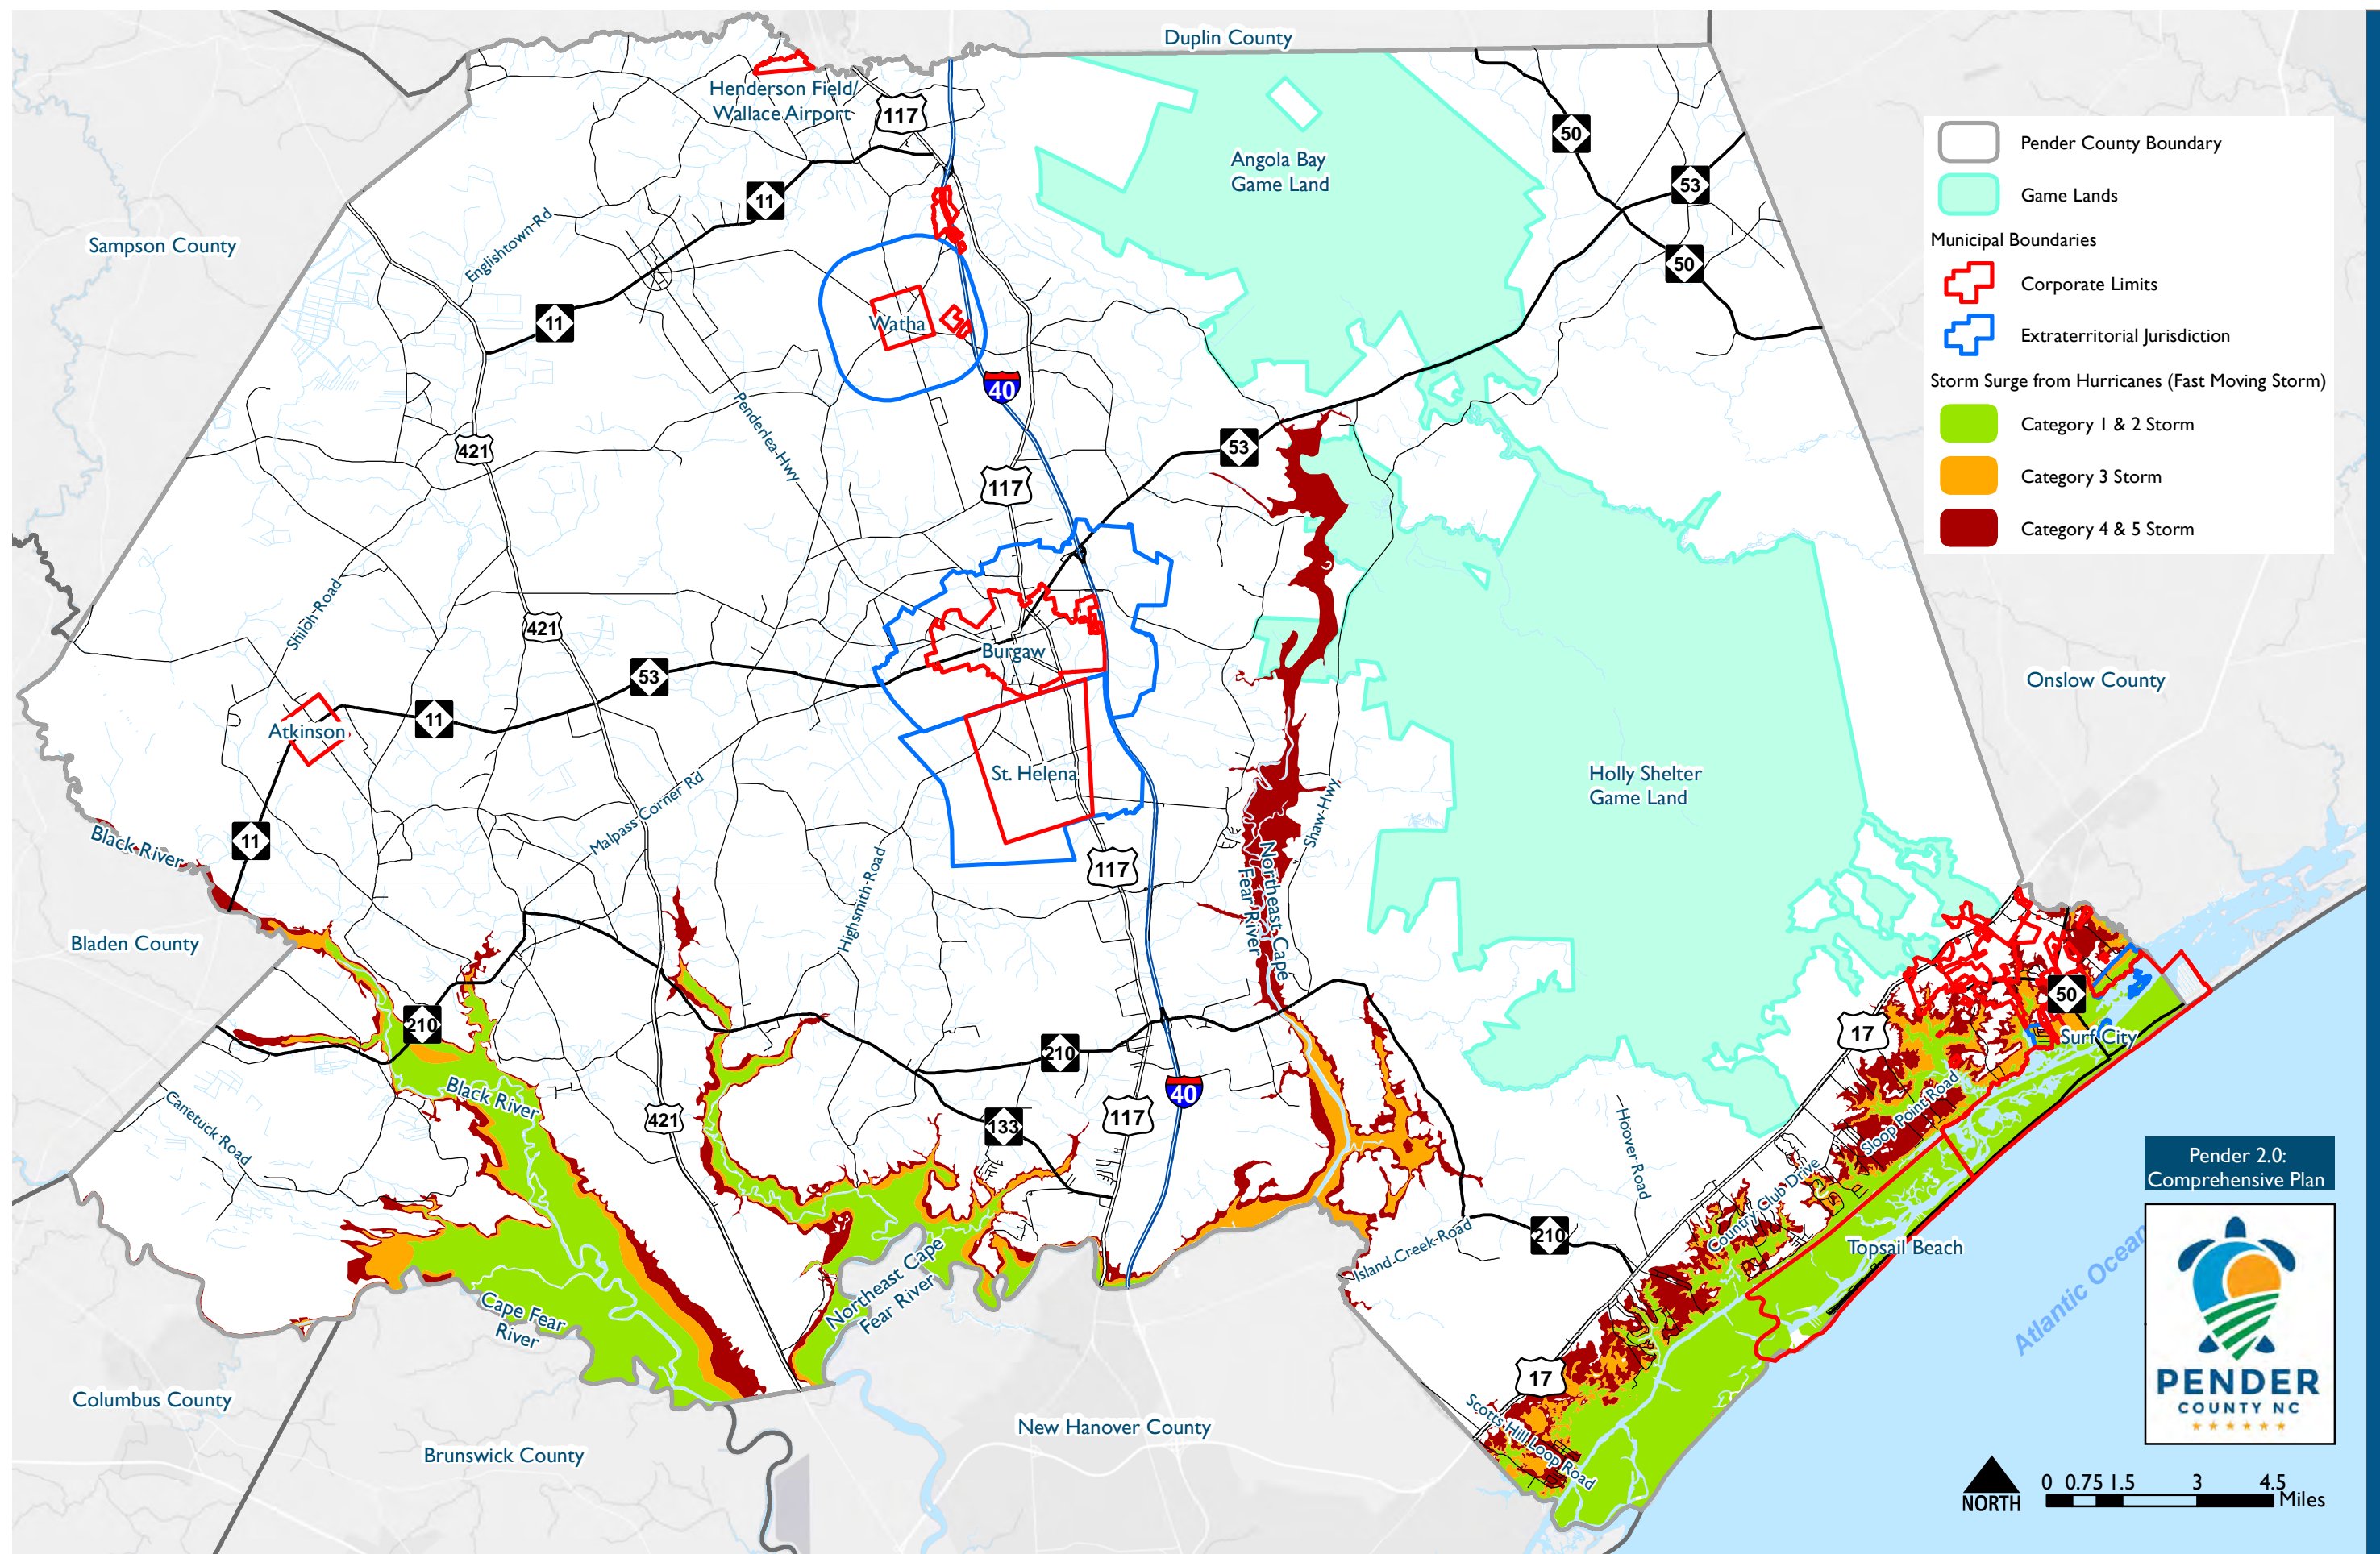 Duplin County
Henderson Field/
Wallace Airport
117
50
Angola Bay
Game Land
53
11
50
Sampson County
Englishtown-Rd
11
Watha
40
Penderlea-Hwy
421
53
117
Pender County Boundary
Game Lands
Municipal Boundaries
Corporate Limits
Extraterritorial Jurisdiction
Storm Surge from Hurricanes (Fast Moving Storm)
Category 1 & 2 Storm
Category 3 Storm
Category 4 & 5 Storm
Shiloh-Road
421
Burgaw
53
Onslow County
11
Atkinson
St. Helena
Holly Shelter
Game Land
Malpass Corner Rd
Shaw-Hwy
Black-River
11
117
Highsmith-Road
Northeast-Cape
Fear River
Bladen County
50
210
17
Surf City
210
40
Black River
421
117
133
Canetuck-Road
Hoover-Road
Sloop Point Road
Country Club Drive
Island-Creek-Road
210
Topsail Beach
Northeast Cape
Fear River
Cape Fear
River
Atlantic Ocean
17
Scotts Hill Loop Road
Columbus County
Brunswick County
New Hanover County
Pender 2.0:
Comprehensive Plan
PENDER
COUNTY NC
NORTH
0 0.75 1.5 3 4.5
Miles